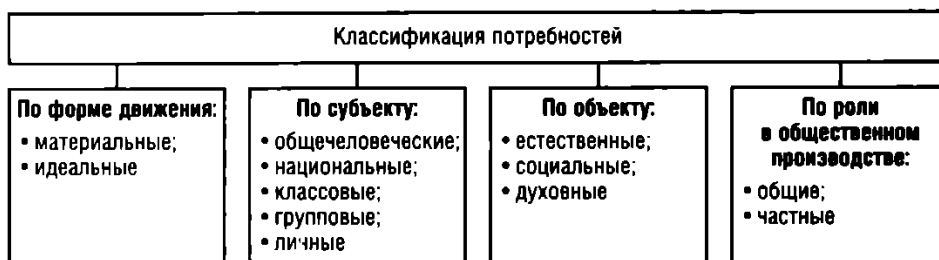 Классификация потребностей
По форме движения:
• материальные;
• идеальные
По субъекту:
• общечеловеческие;
• национальные;
• классовые;
• групповые;
• личные
По объекту:
• естественные;
• социальные;
• духовные
По роли
в общественном
производстве:
• общие;
• частные